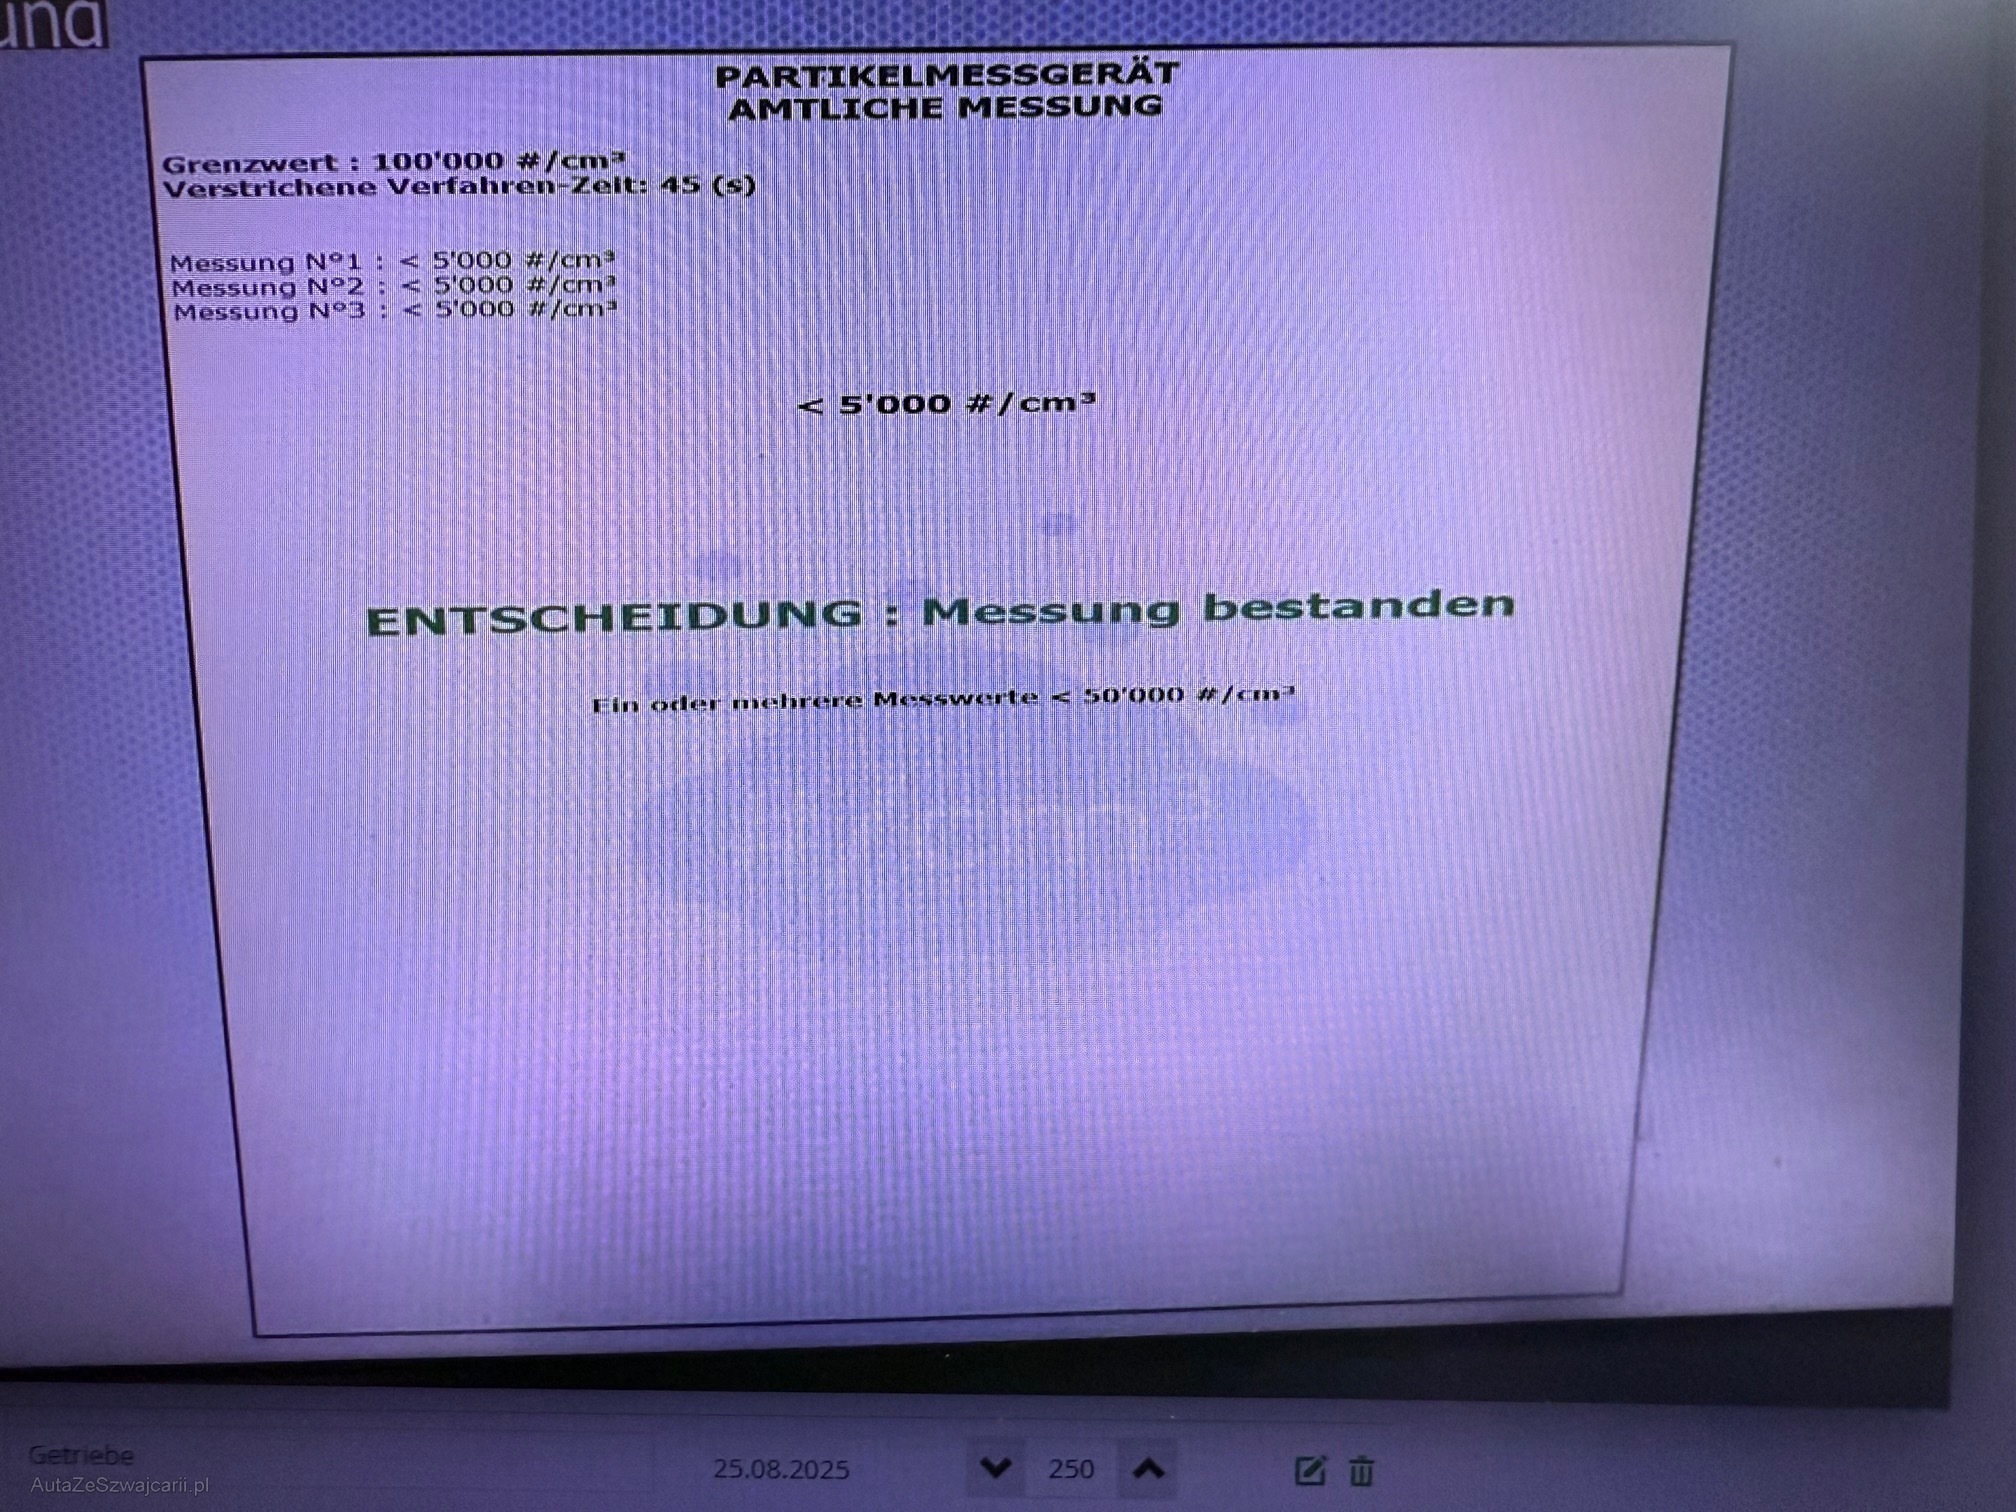 PARTIKELMESSGERÄT
AMTLICHE MESSUNG
Grenzwert : 100'000 #/cm³
Verstrichene Verfahren-Zeit: 45 (s)
Messung N°1 : < 5'000 #/cm³
Messung N°2 : < 5'000 #/cm³
Messung N°3 : < 5'000 #/cm³
< 5'000 #/cm³
ENTSCHEIDUNG : Messung bestanden
Ein oder mehrere Messwerte < 50'000 #/cm³
Getriebe 25.08.2025 250
AutaZeSzwajcarii.pl